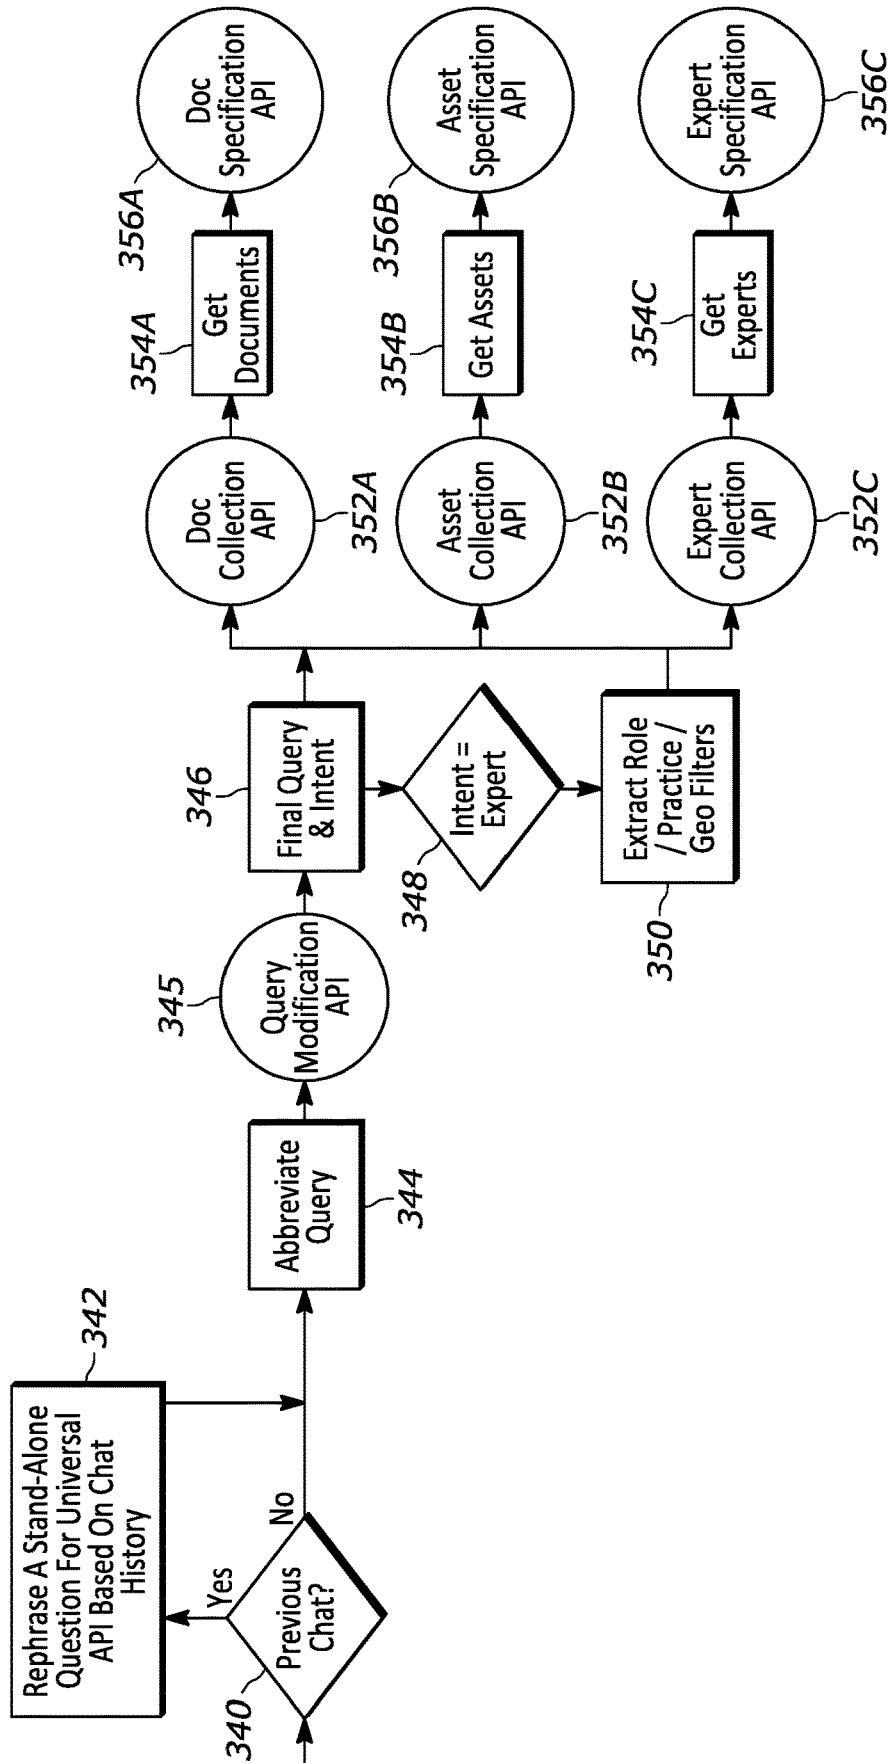 340
Previous
Chat?
Yes
No
342
Rephrase A Stand-Alone
Question For Universal
API Based On Chat
History
344
Abbreviate
Query
345
Query
Modification
API
346
Final Query
& Intent
348
Intent =
Expert
350
Extract Role
/ Practice /
Geo Filters
352A
Doc
Collection
API
354A
Get
Documents
356A
Doc
Specification
API
352B
Asset
Collection
API
354B
Get Assets
356B
Asset
Specification
API
352C
Expert
Collection
API
354C
Get
Experts
356C
Expert
Specification
API